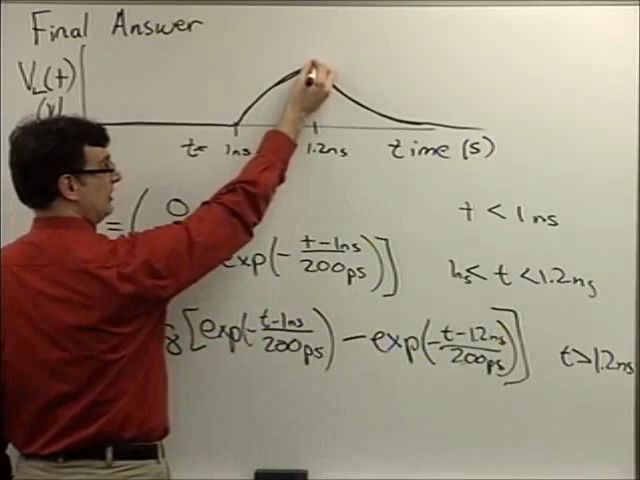 Final Answer
V_L(t)
(V)
t= 1ns 1.2ns time (s)
= ( 0 t < 1ns
exp(- t-1ns/200ps)] 1ns < t < 1.2ns
[exp(- t-1ns/200ps) - exp(- t-1.2ns/200ps)] t>1.2ns